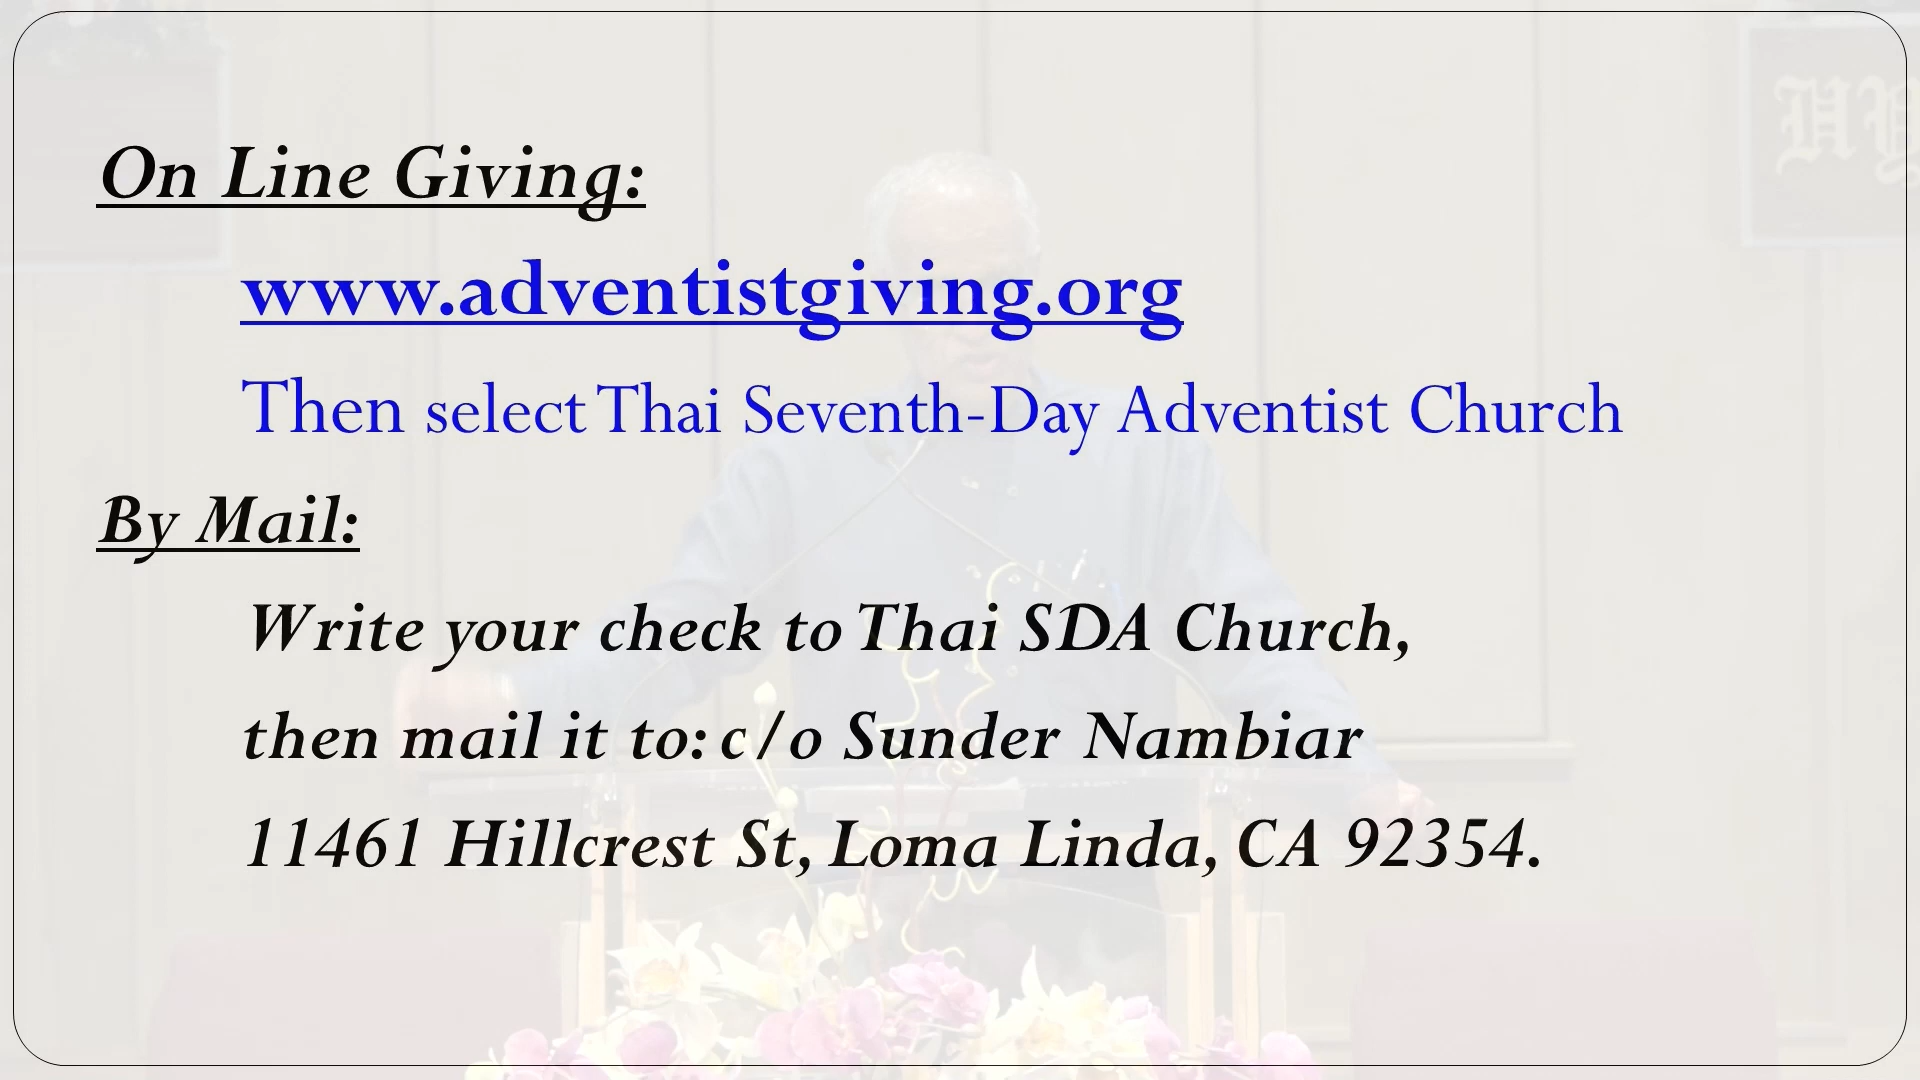 On Line Giving:
www.adventistgiving.org
Then select Thai Seventh-Day Adventist Church
By Mail:
Write your check to Thai SDA Church,
then mail it to: c/o Sunder Nambiar
11461 Hillcrest St, Loma Linda, CA 92354.